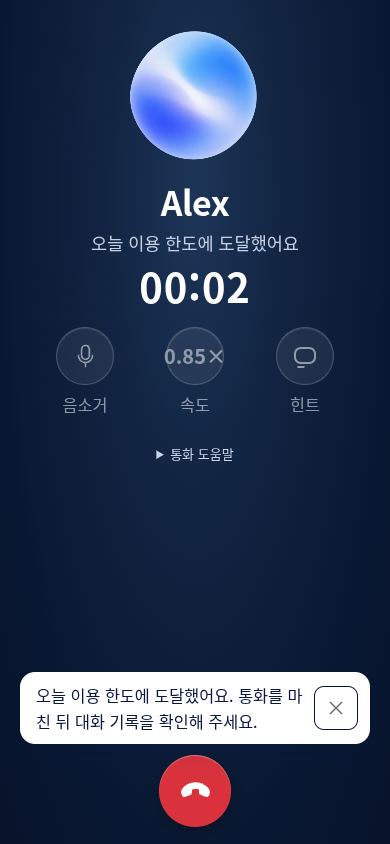 Alex
오늘 이용 한도에 도달했어요
00:02
0.85×
음소거
속도
힌트
▶ 통화 도움말
오늘 이용 한도에 도달했어요. 통화를 마
친 뒤 대화 기록을 확인해 주세요.